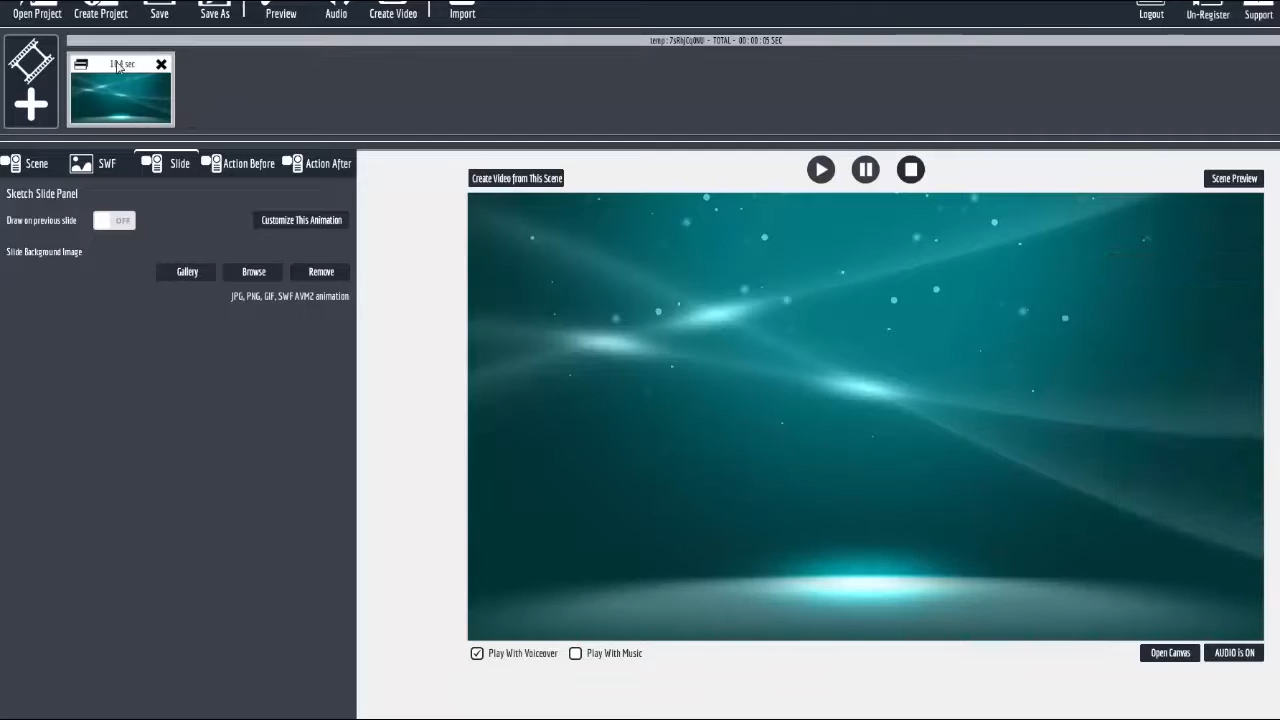 Open Project Create Project Save Save As Preview Audio Create Video Import Logout Un-Register Support
sec
Scene SWF Slide Action Before Action After
Sketch Slide Panel
Draw on previous slide OFF Customize This Animation
Slide Background Image
Gallery Browse Remove
JPG, PNG, GIF, SWF AVM2 animation
Create Video from This Scene Scene Preview
Play With Voiceover Play With Music Open Canvas AUDIO is ON